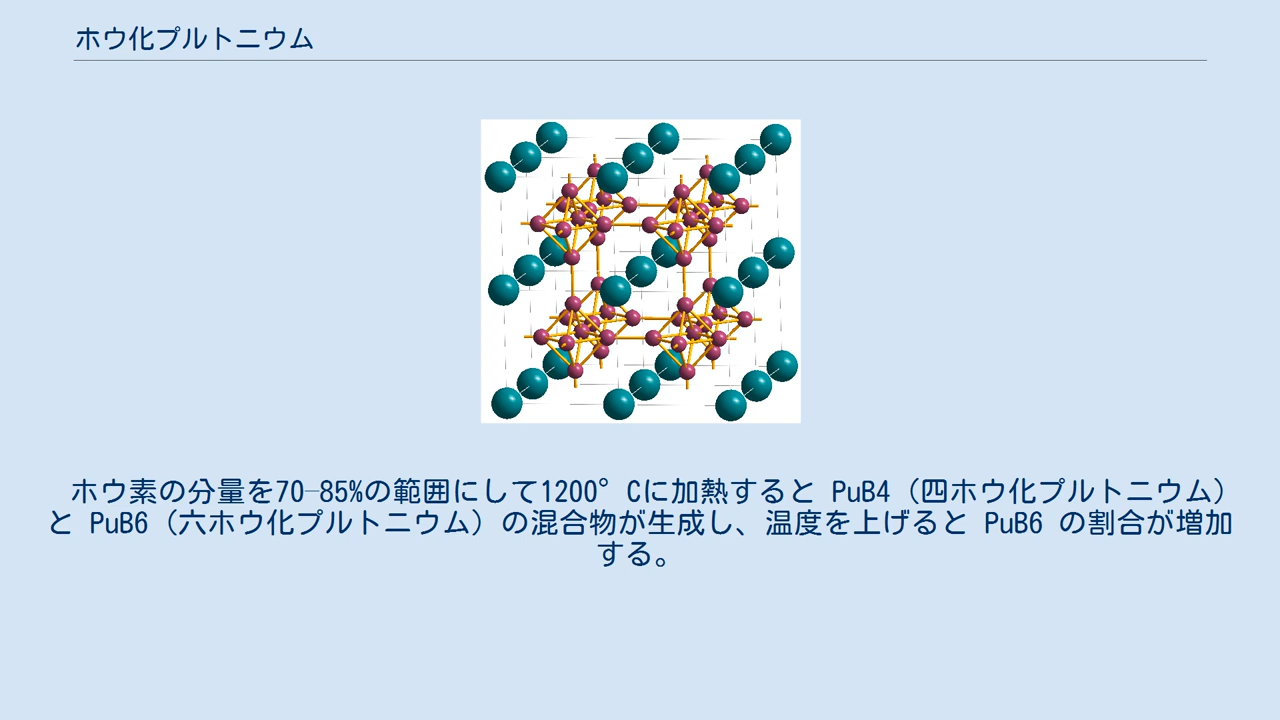 ホウ化プルトニウム
ホウ素の分量を70–85%の範囲にして1200°Cに加熱すると PuB4（四ホウ化プルトニウム）
と PuB6（六ホウ化プルトニウム）の混合物が生成し、温度を上げると PuB6 の割合が増加
する。